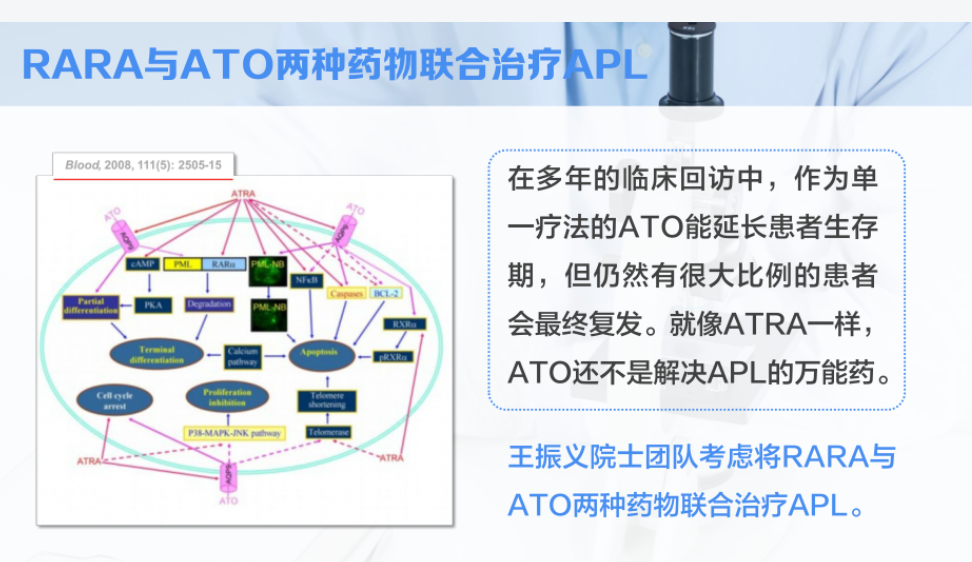 RARA与ATO两种药物联合治疗APL
Blood, 2008, 111(5): 2505-15
ATRA
ATO
ATO
AQP9
AQP9
cAMP
PML
RARα
PML-NB
NFκB
Caspases
BCL-2
Partial
differentiation
PKA
Degradation
PML-NB
RXRα
Terminal
differentiation
Calcium
pathway
Apoptosis
pRXRα
Cell cycle
arrest
Proliferation
inhibition
Telomere
shortening
P38-MAPK-JNK pathway
Telomerase
ATRA
AQP9
ATRA
ATO
在多年的临床回访中，作为单
一疗法的ATO能延长患者生存
期，但仍然有很大比例的患者
会最终复发。就像ATRA一样，
ATO还不是解决APL的万能药。
王振义院士团队考虑将RARA与
ATO两种药物联合治疗APL。